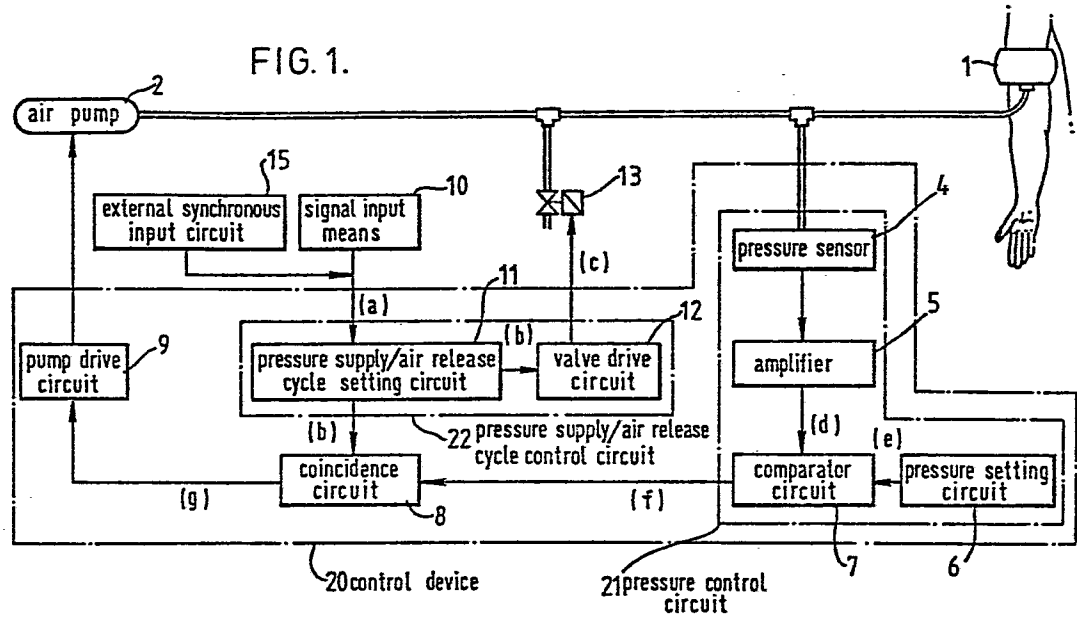 FIG. 1.
2
air pump
1
15
10
13
4
external synchronous
input circuit
signal input
means
pressure sensor
(c)
(a)
11
12
5
9
(b)
pump drive
circuit
pressure supply/air release
cycle setting circuit
valve drive
circuit
amplifier
(b)
22 pressure supply/air release
cycle control circuit
(d)
(e)
coincidence
circuit
comparator
circuit
pressure setting
circuit
(g)
8
(f)
20 control device
21 pressure control
circuit
7
6